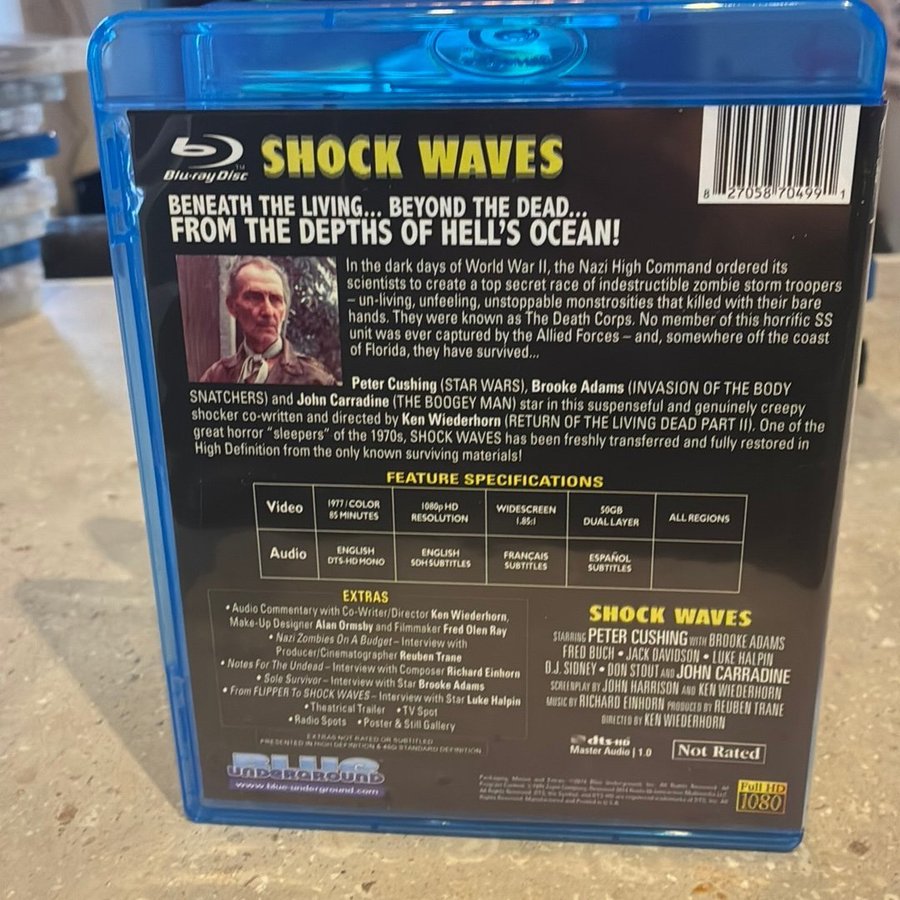 Blu-ray Disc
SHOCK WAVES
8 27058 70499 1
BENEATH THE LIVING... BEYOND THE DEAD...
FROM THE DEPTHS OF HELL'S OCEAN!
In the dark days of World War II, the Nazi High Command ordered its
scientists to create a top secret race of indestructible zombie storm troopers
– un-living, unfeeling, unstoppable monstrosities that killed with their bare
hands. They were known as The Death Corps. No member of this horrific SS
unit was ever captured by the Allied Forces – and, somewhere off the coast
of Florida, they have survived...
Peter Cushing (STAR WARS), Brooke Adams (INVASION OF THE BODY
SNATCHERS) and John Carradine (THE BOOGEY MAN) star in this suspenseful and genuinely creepy
shocker co-written and directed by Ken Wiederhorn (RETURN OF THE LIVING DEAD PART II). One of the
great horror "sleepers" of the 1970s, SHOCK WAVES has been freshly transferred and fully restored in
High Definition from the only known surviving materials!
FEATURE SPECIFICATIONS
Video
1977 / COLOR
85 MINUTES
1080p HD
RESOLUTION
WIDESCREEN
1.85:1
50GB
DUAL LAYER
ALL REGIONS
Audio
ENGLISH
DTS-HD MONO
ENGLISH
SDH SUBTITLES
FRANÇAIS
SUBTITLES
ESPAÑOL
SUBTITLES
EXTRAS
• Audio Commentary with Co-Writer/Director Ken Wiederhorn,
Make-Up Designer Alan Ormsby and Filmmaker Fred Olen Ray
• Nazi Zombies On A Budget – Interview with
Producer/Cinematographer Reuben Trane
• Notes For The Undead – Interview with Composer Richard Einhorn
• Sole Survivor – Interview with Star Brooke Adams
• From FLIPPER To SHOCK WAVES – Interview with Star Luke Halpin
• Theatrical Trailer • TV Spot
• Radio Spots • Poster & Still Gallery
EXTRAS NOT RATED OR SUBTITLED
PRESENTED IN HIGH DEFINITION & 480 STANDARD DEFINITION
BLUE
UNDERGROUND
www.blue-underground.com
SHOCK WAVES
STARRING PETER CUSHING WITH BROOKE ADAMS
FRED BUCH • JACK DAVIDSON • LUKE HALPIN
D.J. SIDNEY • DON STOUT AND JOHN CARRADINE
SCREENPLAY BY JOHN HARRISON AND KEN WIEDERHORN
MUSIC BY RICHARD EINHORN PRODUCED BY REUBEN TRANE
DIRECTED BY KEN WIEDERHORN
dts-HD
Master Audio | 1.0
Not Rated
Full HD
1080